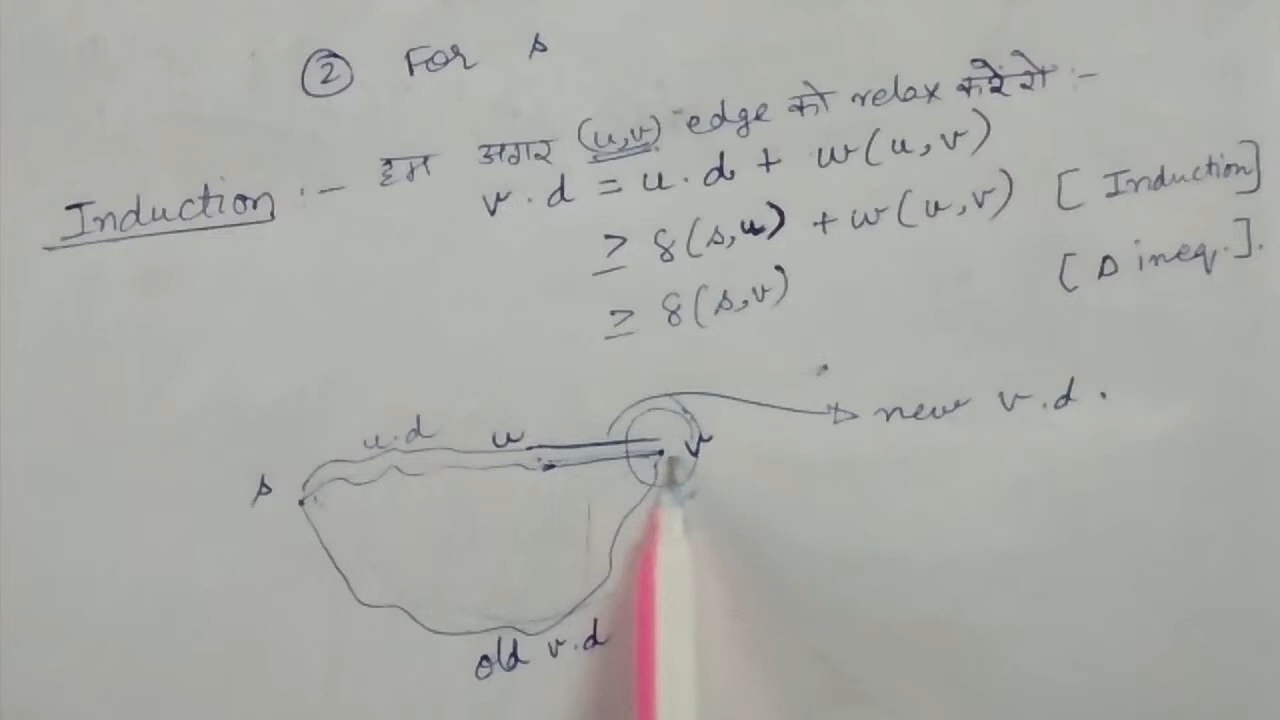 ② For s
Induction :- हम अगर (u,v) edge को relax करेंगे :-
v.d = u.d + w(u,v)
≥ δ(s,u) + w(u,v) [Induction]
≥ δ(s,v) [Δ ineq.].
u.d u v new v.d.
s
old v.d